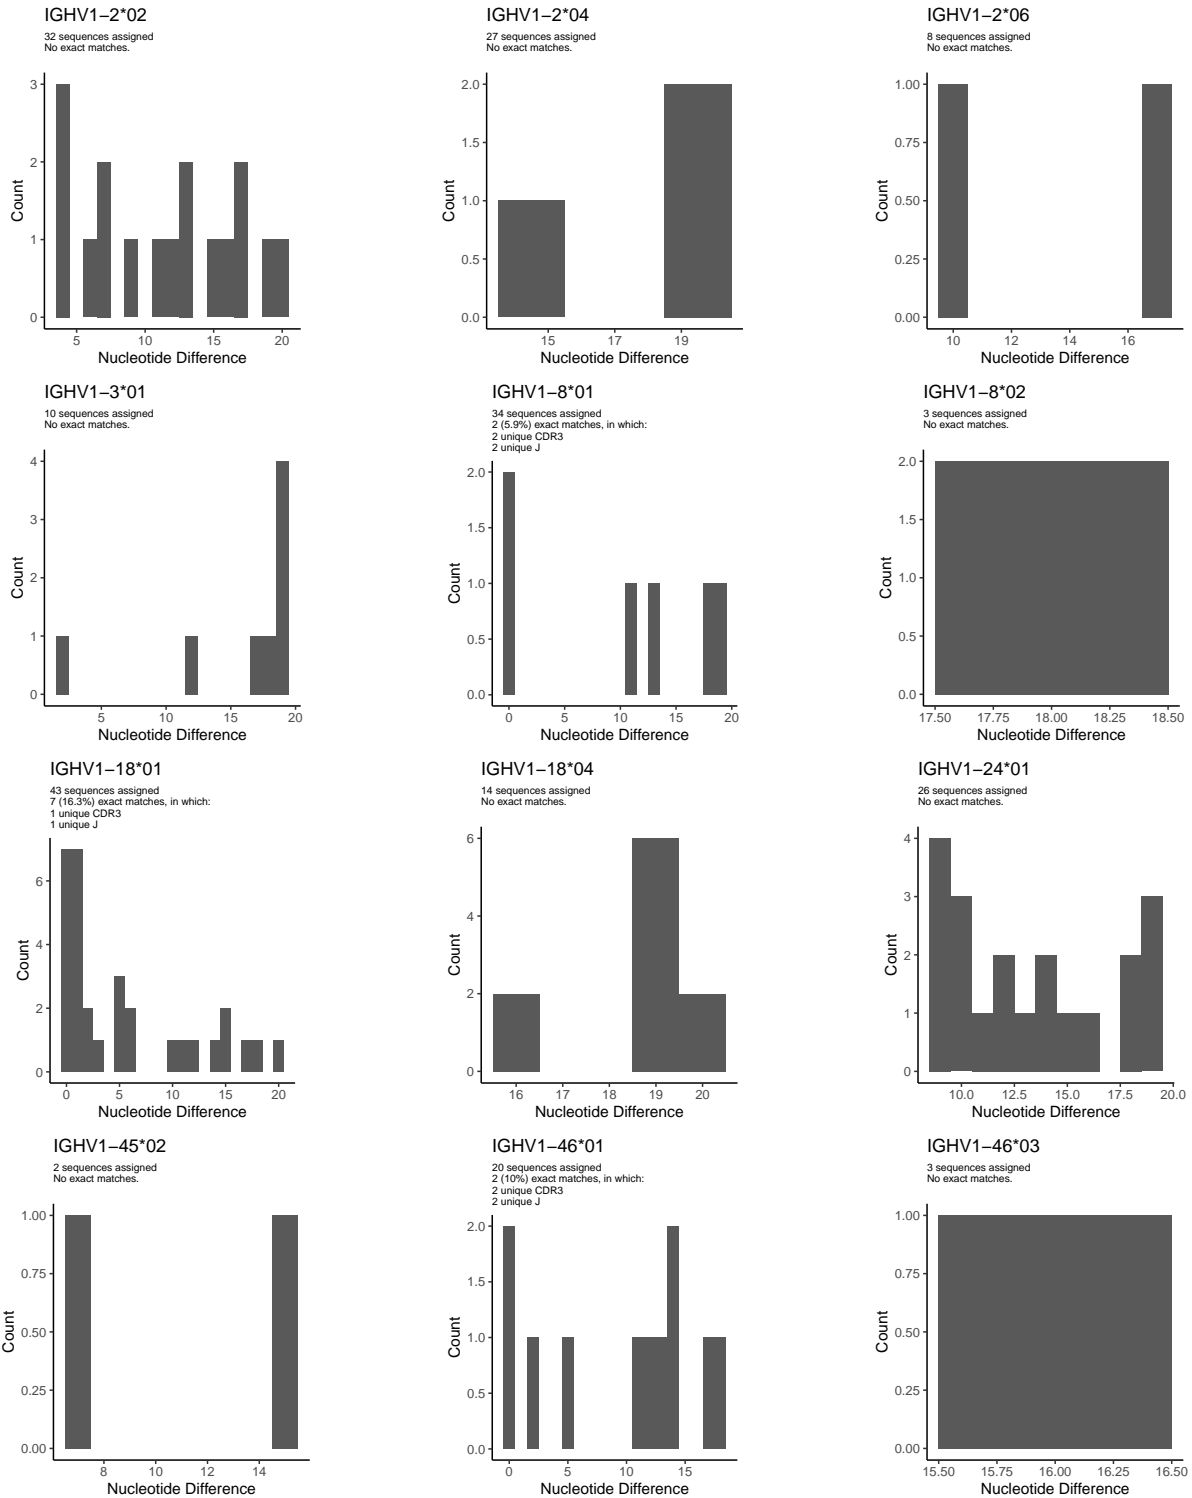 IGHV1−2*02
32 sequences assigned
No exact matches.
3
2
1
0
Count
5 10 15 20
Nucleotide Difference
IGHV1−2*04
27 sequences assigned
No exact matches.
2.0
1.5
1.0
0.5
0.0
Count
15 17 19
Nucleotide Difference
IGHV1−2*06
8 sequences assigned
No exact matches.
1.00
0.75
0.50
0.25
0.00
Count
10 12 14 16
Nucleotide Difference
IGHV1−3*01
10 sequences assigned
No exact matches.
4
3
2
1
0
Count
5 10 15 20
Nucleotide Difference
IGHV1−8*01
34 sequences assigned
2 (5.9%) exact matches, in which:
2 unique CDR3
2 unique J
2.0
1.5
1.0
0.5
0.0
Count
0 5 10 15 20
Nucleotide Difference
IGHV1−8*02
3 sequences assigned
No exact matches.
2.0
1.5
1.0
0.5
0.0
Count
17.50 17.75 18.00 18.25 18.50
Nucleotide Difference
IGHV1−18*01
43 sequences assigned
7 (16.3%) exact matches, in which:
1 unique CDR3
1 unique J
6
4
2
0
Count
0 5 10 15 20
Nucleotide Difference
IGHV1−18*04
14 sequences assigned
No exact matches.
6
4
2
0
Count
16 17 18 19 20
Nucleotide Difference
IGHV1−24*01
26 sequences assigned
No exact matches.
4
3
2
1
0
Count
10.0 12.5 15.0 17.5 20.0
Nucleotide Difference
IGHV1−45*02
2 sequences assigned
No exact matches.
1.00
0.75
0.50
0.25
0.00
Count
8 10 12 14
Nucleotide Difference
IGHV1−46*01
20 sequences assigned
2 (10%) exact matches, in which:
2 unique CDR3
2 unique J
2.0
1.5
1.0
0.5
0.0
Count
0 5 10 15
Nucleotide Difference
IGHV1−46*03
3 sequences assigned
No exact matches.
1.00
0.75
0.50
0.25
0.00
Count
15.50 15.75 16.00 16.25 16.50
Nucleotide Difference